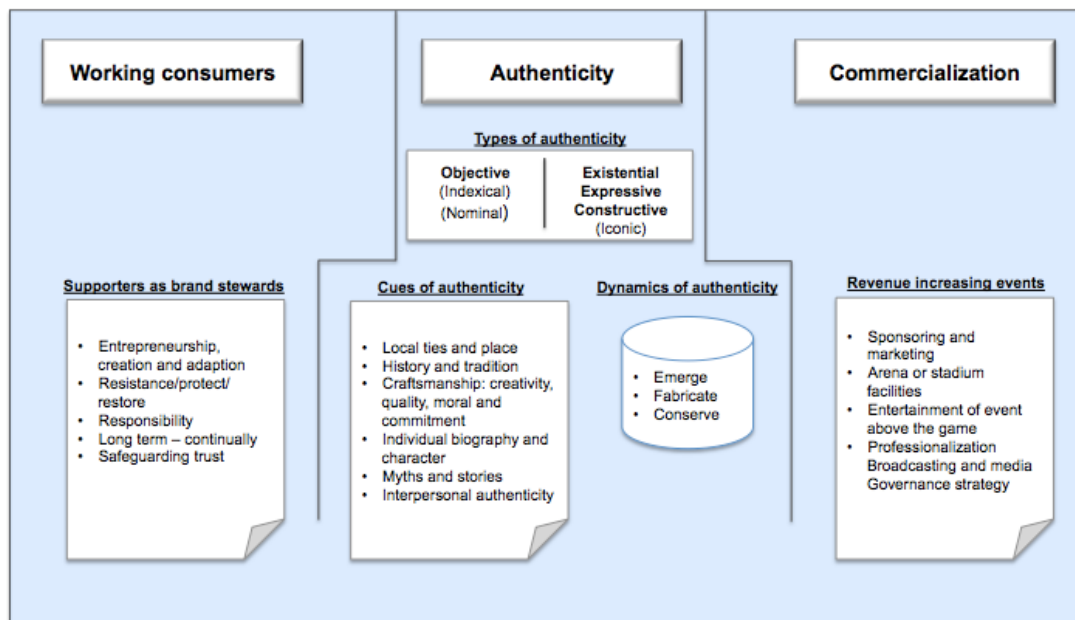 Working consumers
Authenticity
Commercialization
Types of authenticity
Objective
(Indexical)
(Nominal)
Existential
Expressive
Constructive
(Iconic)
Supporters as brand stewards
• Entrepreneurship,
creation and adaption
• Resistance/protect/
restore
• Responsibility
• Long term – continually
• Safeguarding trust
Cues of authenticity
• Local ties and place
• History and tradition
• Craftsmanship: creativity,
quality, moral and
commitment
• Individual biography and
character
• Myths and stories
• Interpersonal authenticity
Dynamics of authenticity
• Emerge
• Fabricate
• Conserve
Revenue increasing events
• Sponsoring and
marketing
• Arena or stadium
facilities
• Entertainment of event
above the game
• Professionalization
Broadcasting and media
Governance strategy